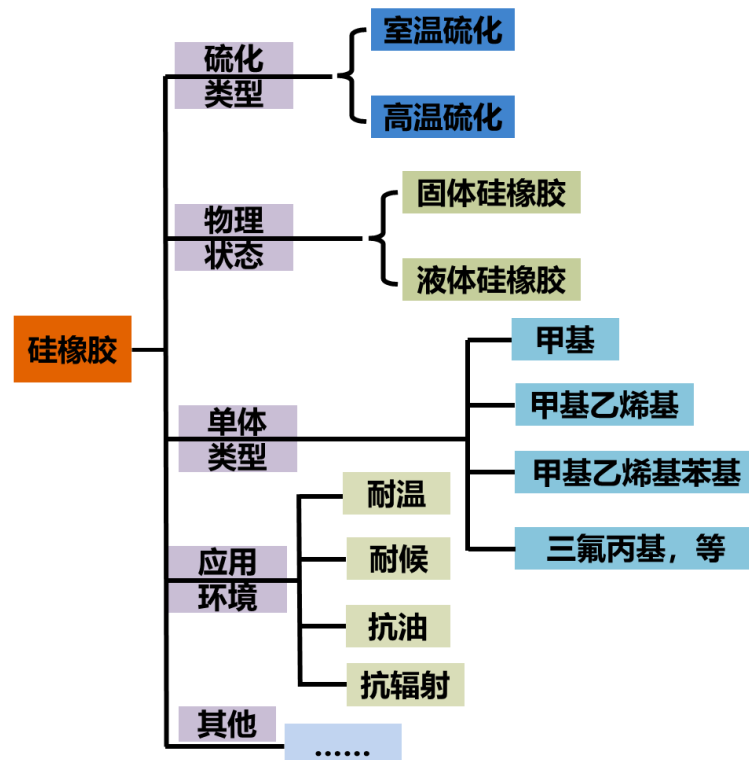 硅橡胶
硫化
类型
室温硫化
高温硫化
物理
状态
固体硅橡胶
液体硅橡胶
单体
类型
甲基
甲基乙烯基
甲基乙烯基苯基
三氟丙基，等
应用
环境
耐温
耐候
抗油
抗辐射
其他
......